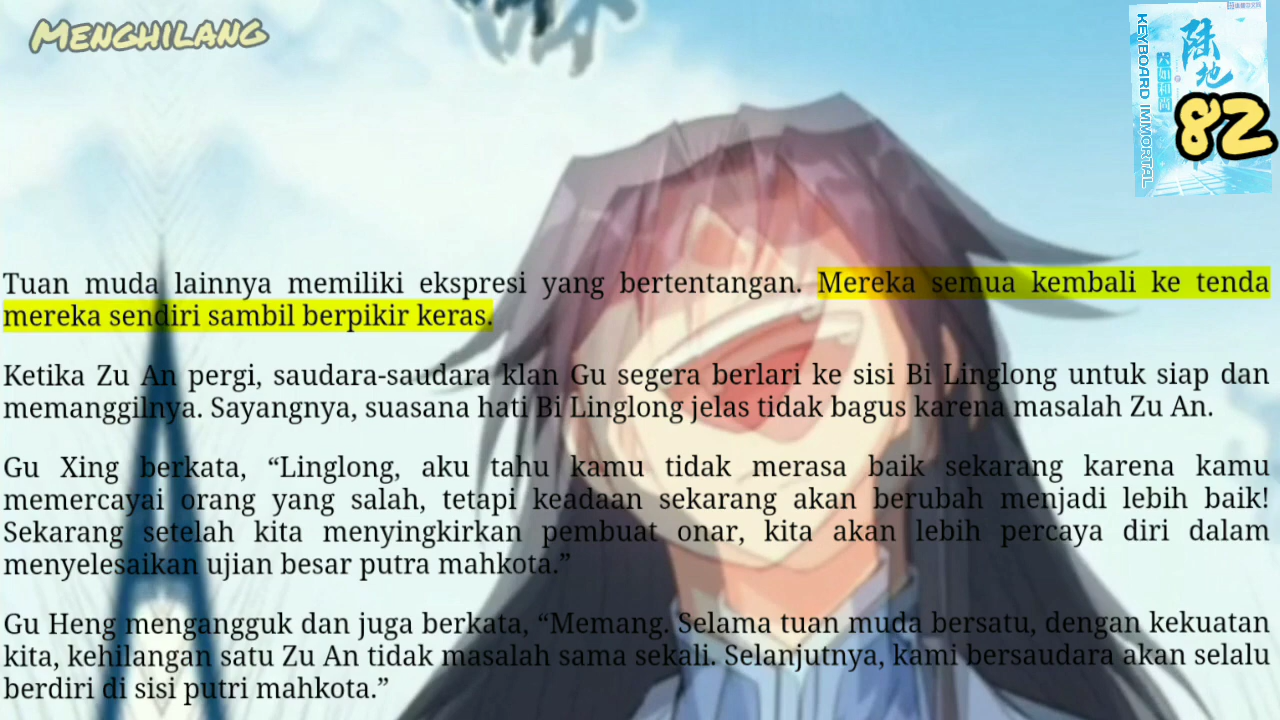 Menghilang
陆
地
六如和尚
KEYBOARD IMMORTAL
82
Tuan muda lainnya memiliki ekspresi yang bertentangan. Mereka semua kembali ke tenda
mereka sendiri sambil berpikir keras.
Ketika Zu An pergi, saudara-saudara klan Gu segera berlari ke sisi Bi Linglong untuk siap dan
memanggilnya. Sayangnya, suasana hati Bi Linglong jelas tidak bagus karena masalah Zu An.
Gu Xing berkata, “Linglong, aku tahu kamu tidak merasa baik sekarang karena kamu
memercayai orang yang salah, tetapi keadaan sekarang akan berubah menjadi lebih baik!
Sekarang setelah kita menyingkirkan pembuat onar, kita akan lebih percaya diri dalam
menyelesaikan ujian besar putra mahkota.”
Gu Heng mengangguk dan juga berkata, “Memang. Selama tuan muda bersatu, dengan kekuatan
kita, kehilangan satu Zu An tidak masalah sama sekali. Selanjutnya, kami bersaudara akan selalu
berdiri di sisi putri mahkota.”